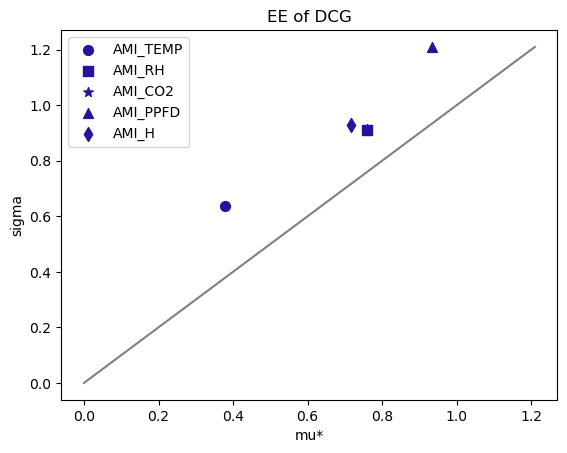 EE of DCG
AMI_TEMP
AMI_RH
AMI_CO2
AMI_PPFD
AMI_H
sigma
1.2
1.0
0.8
0.6
0.4
0.2
0.0
0.0 0.2 0.4 0.6 0.8 1.0 1.2
mu*